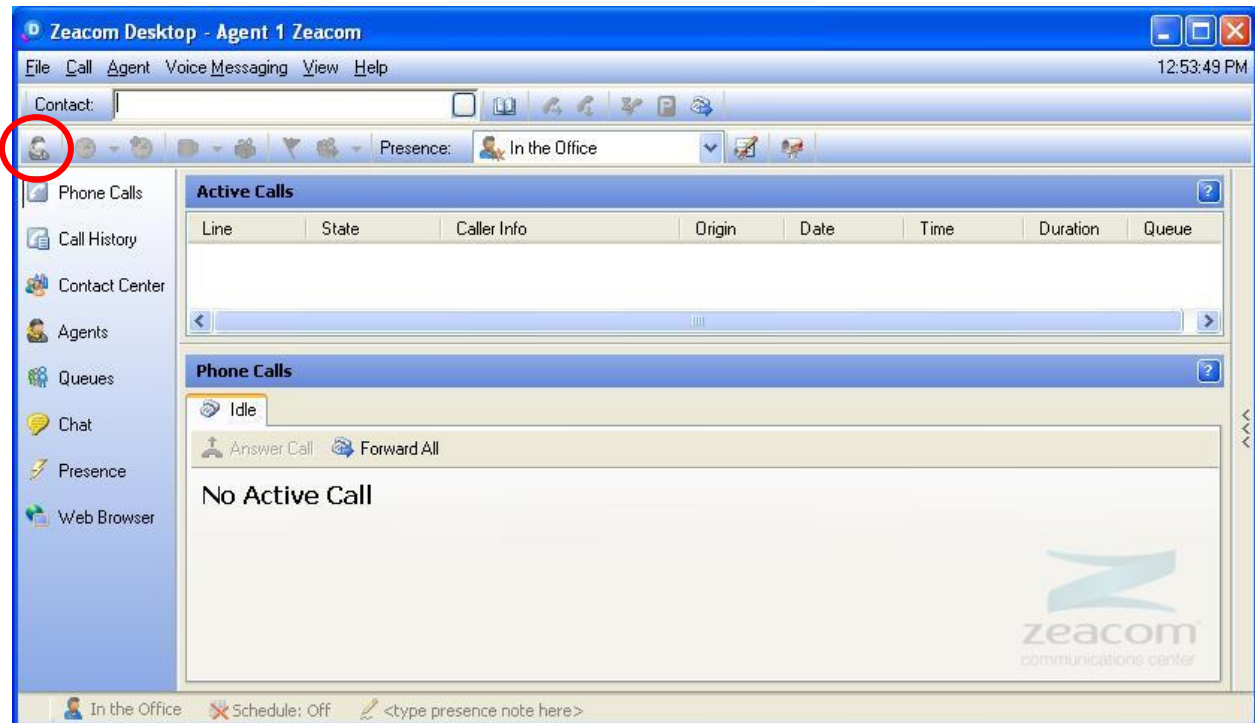 Zeacom Desktop - Agent 1 Zeacom
File Call Agent Voice Messaging View Help 12:53:49 PM
Contact:
Presence: In the Office
Phone Calls
Call History
Contact Center
Agents
Queues
Chat
Presence
Web Browser
Active Calls
Line State Caller Info Origin Date Time Duration Queue
Phone Calls
Idle
Answer Call Forward All
No Active Call
zeacom
communications center
In the Office Schedule: Off <type presence note here>